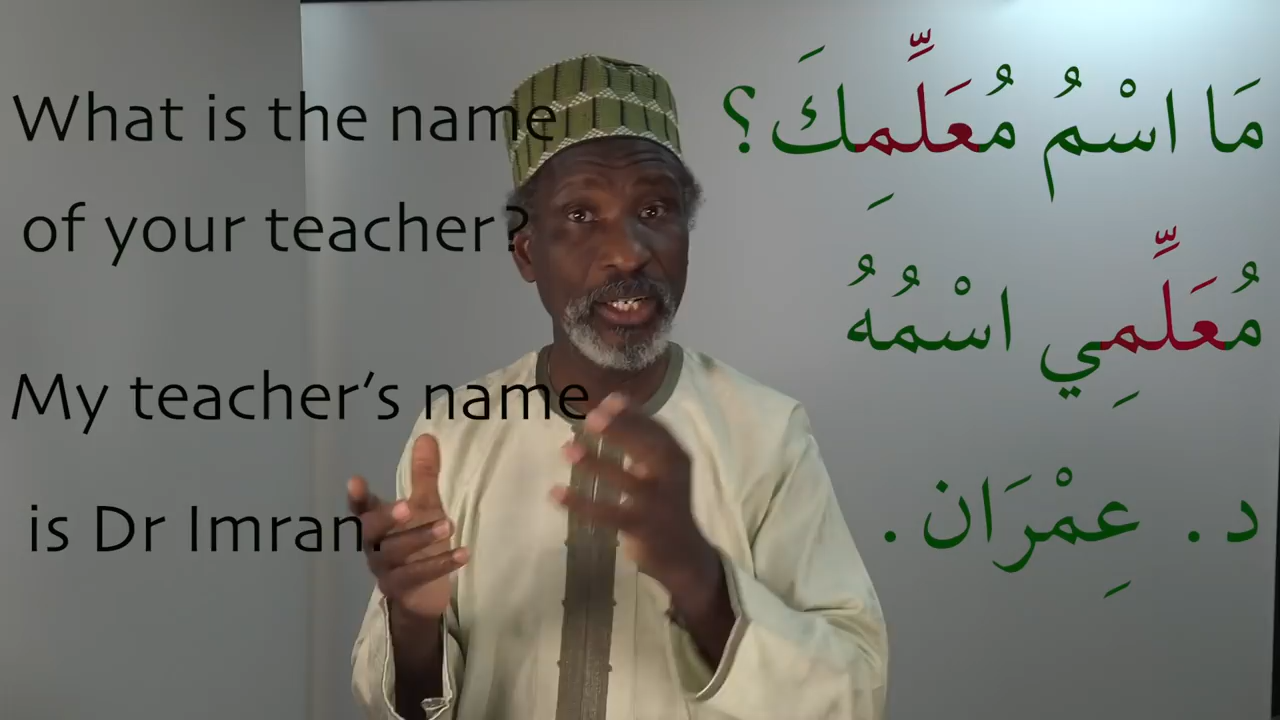 What is the name
of your teacher?
My teacher's name
is Dr Imran.
مَا اسْمُ مُعَلِّمِكَ؟
مُعَلِّمِي اسْمُهُ
د. عِمْرَان.